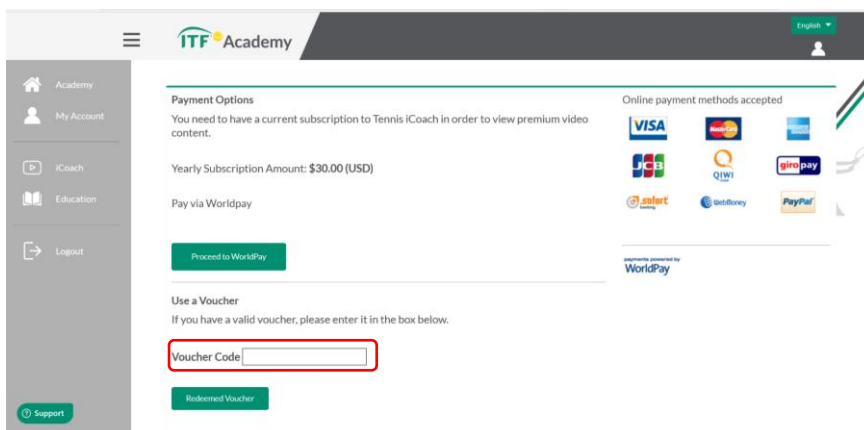 English
ITF Academy
Academy
My Account
iCoach
Education
Logout
Support
Payment Options
You need to have a current subscription to Tennis iCoach in order to view premium video
content.
Yearly Subscription Amount: $30.00 (USD)
Pay via Worldpay
Proceed to WorldPay
Use a Voucher
If you have a valid voucher, please enter it in the box below.
Voucher Code
Redeemed Voucher
Online payment methods accepted
VISA
MasterCard
JCB
QIWI
giropay
sofort
banking
WebMoney
PayPal
payments powered by
WorldPay